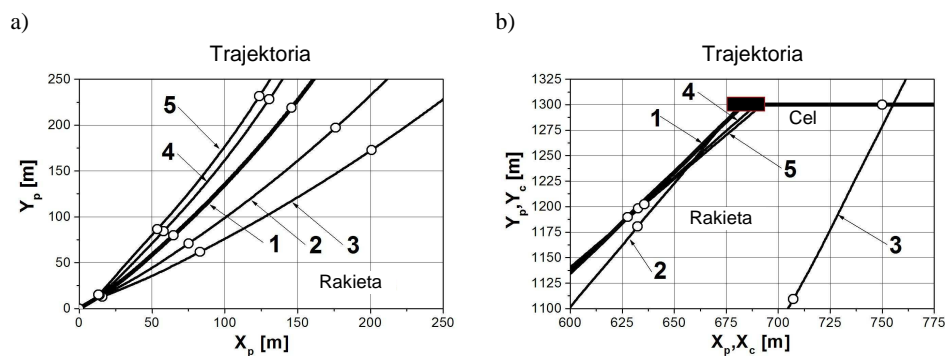 a)
Trajektoria
Y_p [m]
250
200
150
100
50
0
5
4
1
2
3
Rakieta
0 50 100 150 200 250
X_p [m]
b)
Trajektoria
Y_p,Y_c [m]
1325
1300
1275
1250
1225
1200
1175
1150
1125
1100
4
1
Cel
5
Rakieta
2
3
600 625 650 675 700 725 750 775
X_p,X_c [m]